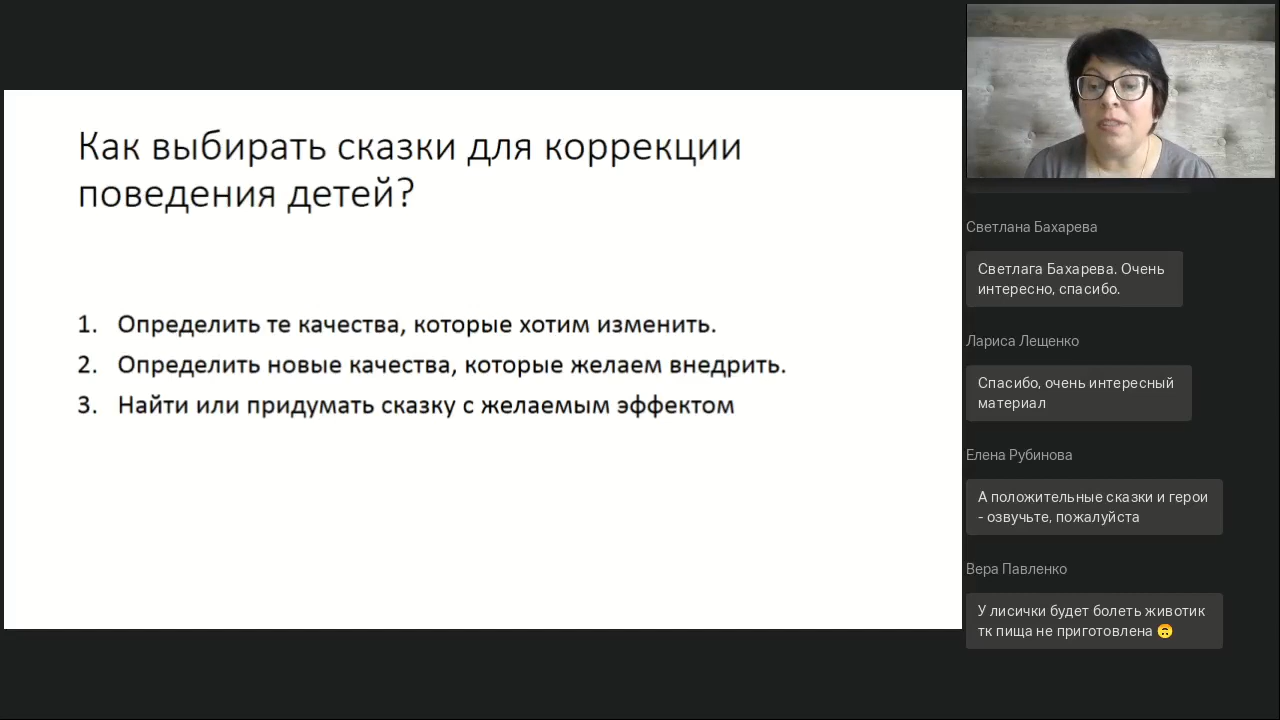 Как выбирать сказки для коррекции
поведения детей?
1. Определить те качества, которые хотим изменить.
2. Определить новые качества, которые желаем внедрить.
3. Найти или придумать сказку с желаемым эффектом
Светлана Бахарева
Светлага Бахарева. Очень
интересно, спасибо.
Лариса Лещенко
Спасибо, очень интересный
материал
Елена Рубинова
А положительные сказки и герои
- озвучьте, пожалуйста
Вера Павленко
У лисички будет болеть животик
тк пища не приготовлена 🙃